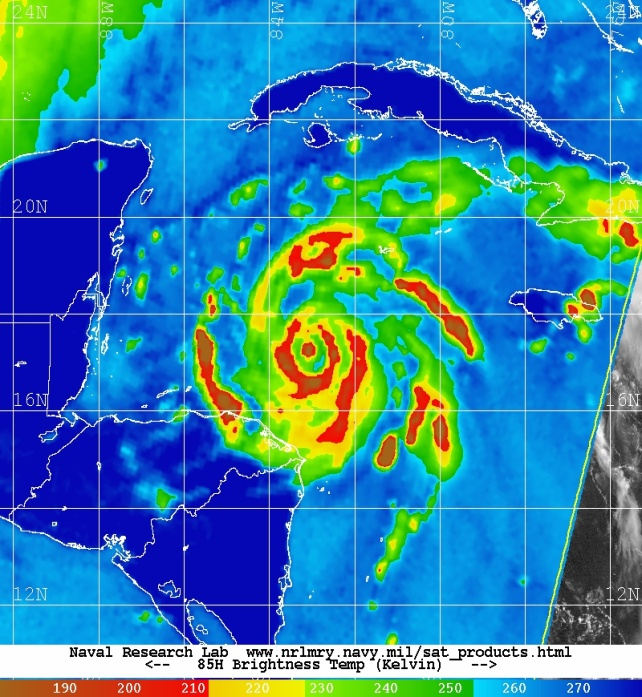 24N 88W 84W 80W 24N
20N 20N
16N 16N
12N 12N
Naval Research Lab www.nrlmry.navy.mil/sat_products.html
<-- 85H Brightness Temp (Kelvin) -->
190 200 210 220 230 240 250 260 270